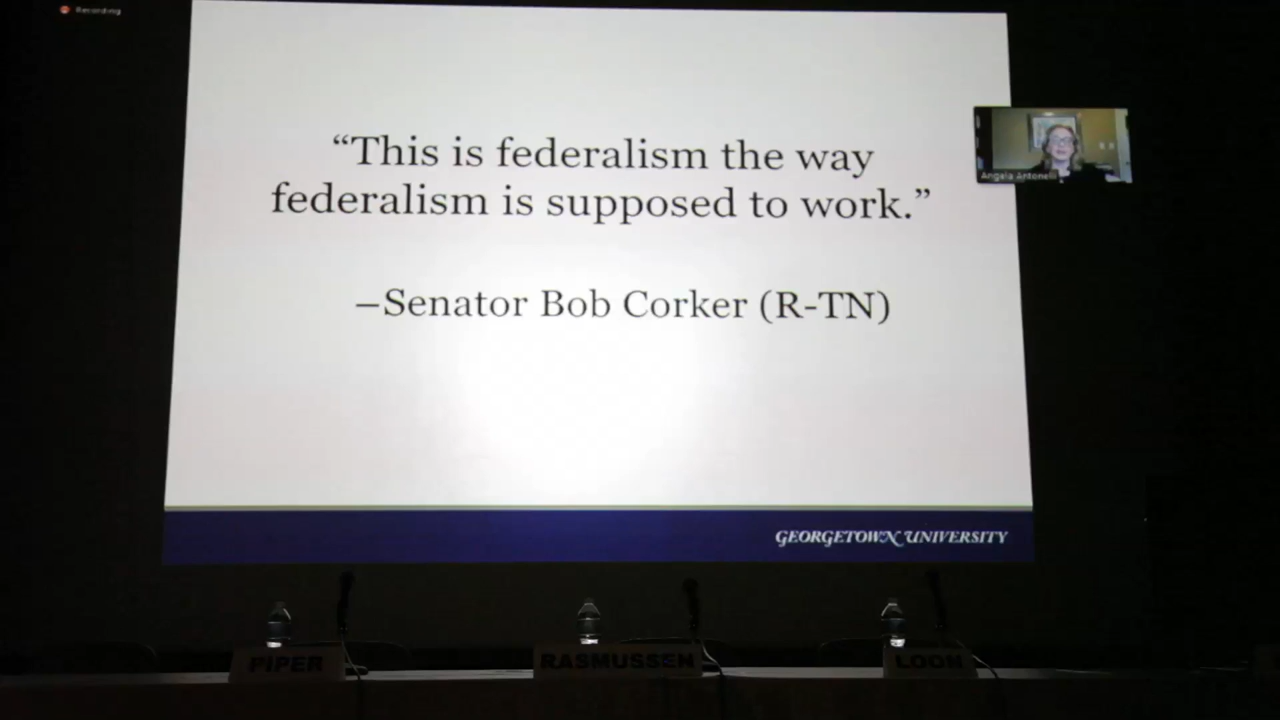 Recording
“This is federalism the way
federalism is supposed to work.”
–Senator Bob Corker (R-TN)
Angela Antonelli
GEORGETOWN UNIVERSITY
PIPER
RASMUSSEN
LOON